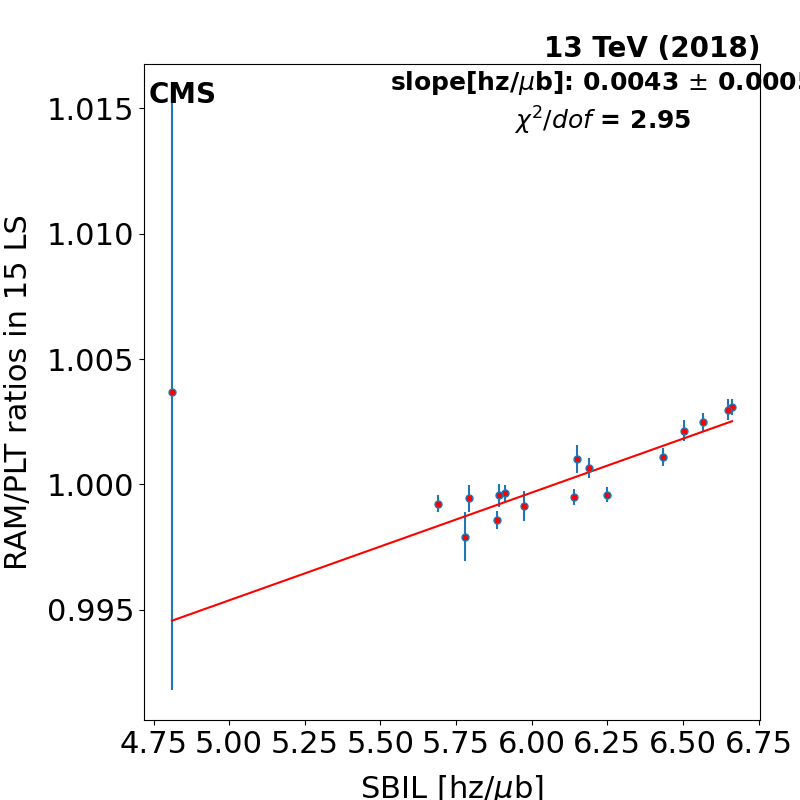 13 TeV (2018)
CMS
slope[hz/μb]: 0.0043 ± 0.0005
χ²/dof = 2.95
RAM/PLT ratios in 15 LS
1.015
1.010
1.005
1.000
0.995
4.75 5.00 5.25 5.50 5.75 6.00 6.25 6.50 6.75
SBIL [hz/μb]